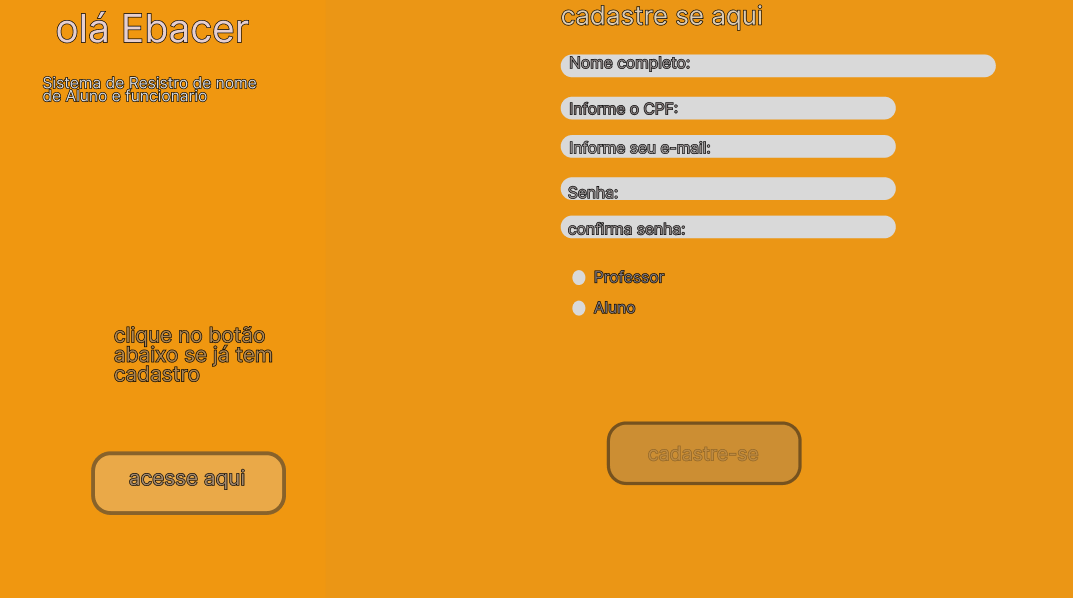 olá Ebacer
Sistema de Resistro de nome
de Aluno e funcionario
clique no botão
abaixo se já tem
cadastro
acesse aqui
cadastre se aqui
Nome completo:
Informe o CPF:
Informe seu e-mail:
Senha:
confirma senha:
Professor
Aluno
cadastre-se